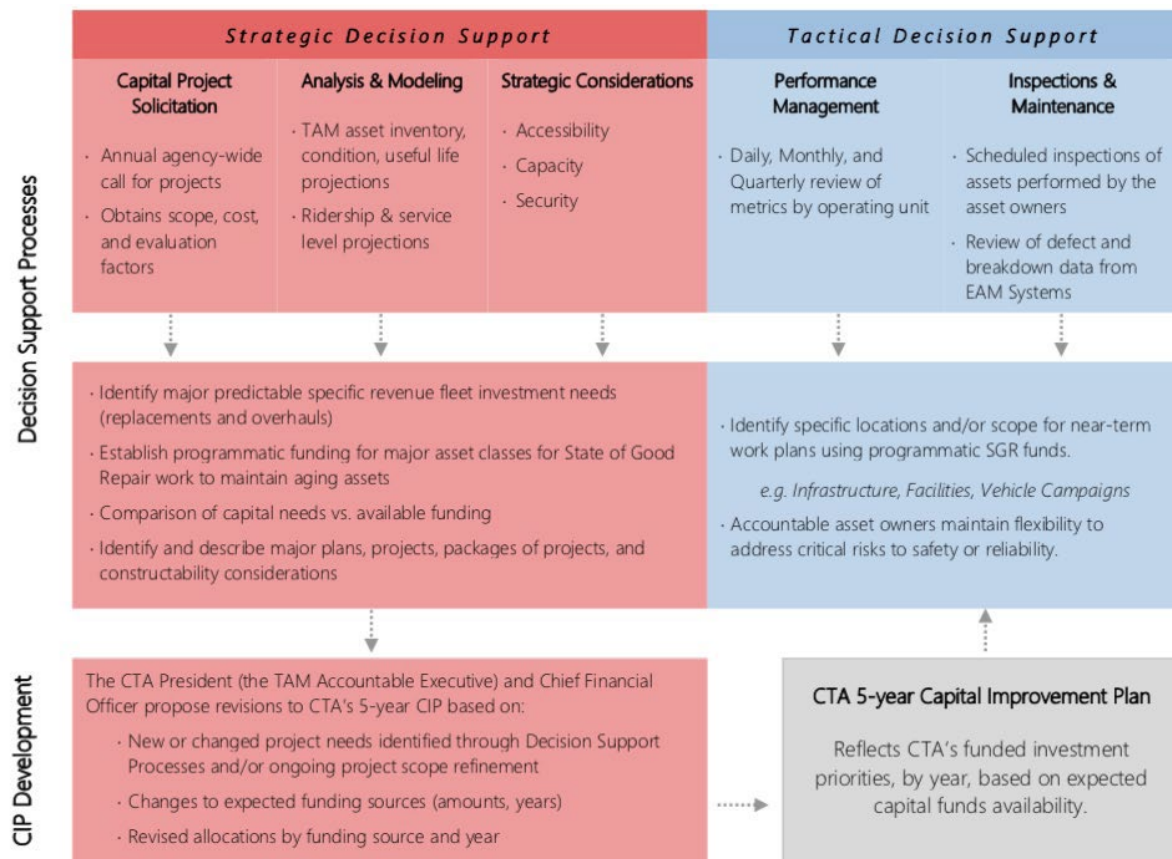 Strategic Decision Support
Tactical Decision Support
Decision Support Processes
Capital Project
Solicitation
· Annual agency-wide
call for projects
· Obtains scope, cost,
and evaluation
factors
Analysis & Modeling
· TAM asset inventory,
condition, useful life
projections
· Ridership & service
level projections
Strategic Considerations
· Accessibility
· Capacity
· Security
Performance
Management
· Daily, Monthly, and
Quarterly review of
metrics by operating unit
Inspections &
Maintenance
· Scheduled inspections of
assets performed by the
asset owners
· Review of defect and
breakdown data from
EAM Systems
· Identify major predictable specific revenue fleet investment needs
(replacements and overhauls)
· Establish programmatic funding for major asset classes for State of Good
Repair work to maintain aging assets
· Comparison of capital needs vs. available funding
· Identify and describe major plans, projects, packages of projects, and
constructability considerations
· Identify specific locations and/or scope for near-term
work plans using programmatic SGR funds.
e.g. Infrastructure, Facilities, Vehicle Campaigns
· Accountable asset owners maintain flexibility to
address critical risks to safety or reliability.
CIP Development
The CTA President (the TAM Accountable Executive) and Chief Financial
Officer propose revisions to CTA's 5-year CIP based on:
· New or changed project needs identified through Decision Support
Processes and/or ongoing project scope refinement
· Changes to expected funding sources (amounts, years)
· Revised allocations by funding source and year
CTA 5-year Capital Improvement Plan
Reflects CTA's funded investment
priorities, by year, based on expected
capital funds availability.